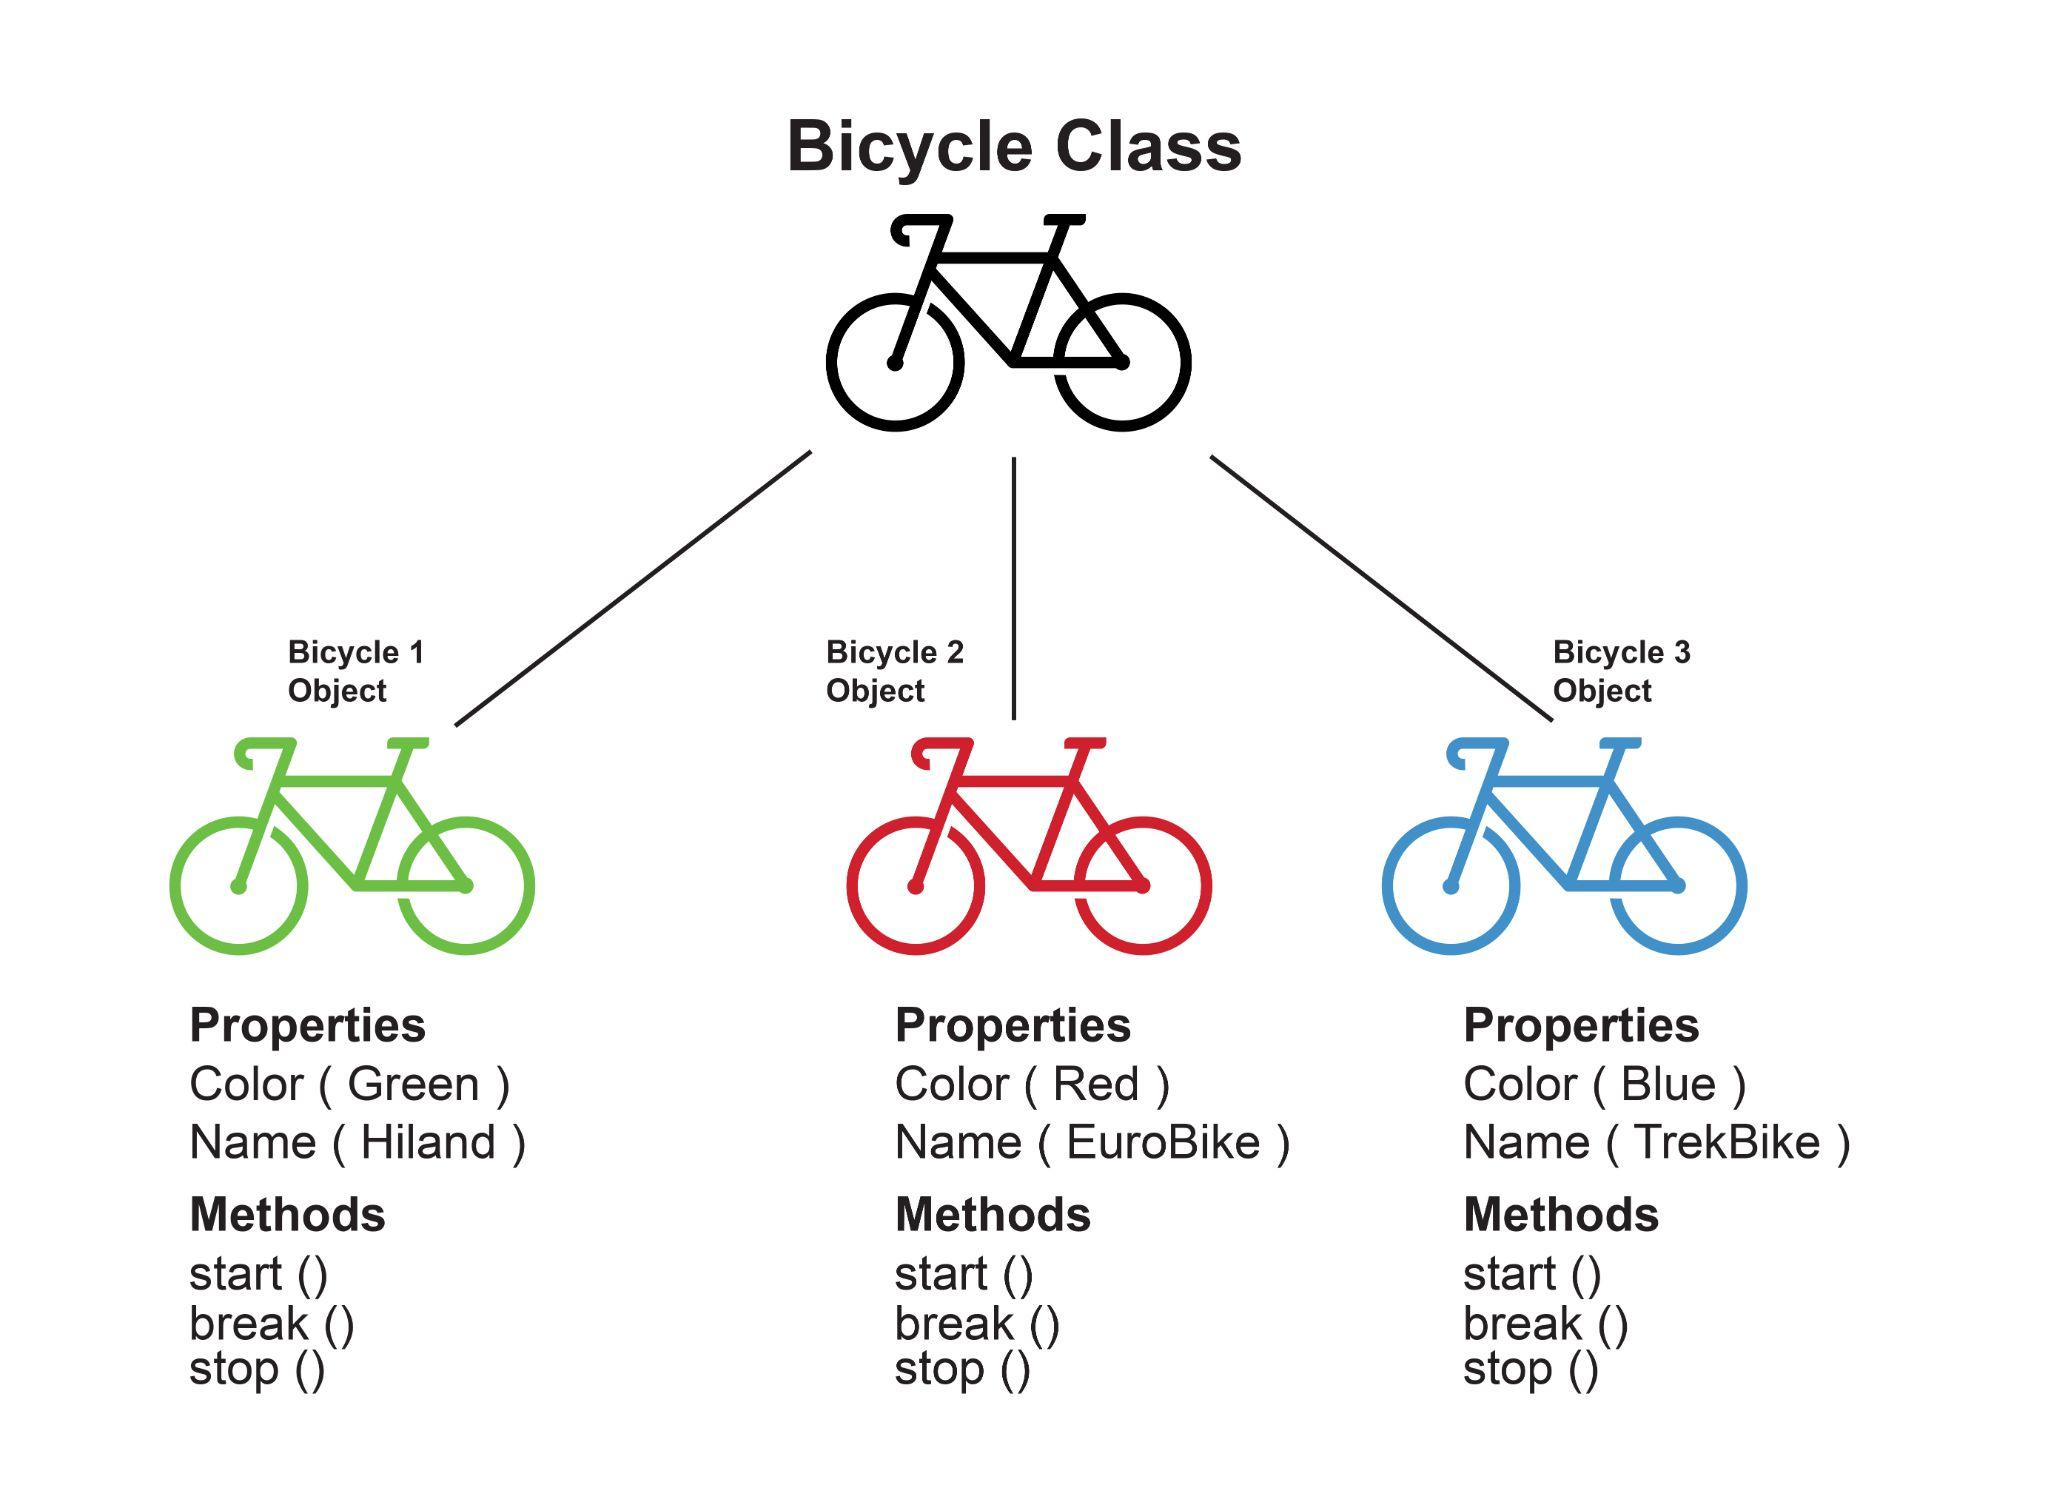 Bicycle Class
Bicycle 1
Object
Bicycle 2
Object
Bicycle 3
Object
Properties
Color ( Green )
Name ( Hiland )
Methods
start ()
break ()
stop ()
Properties
Color ( Red )
Name ( EuroBike )
Methods
start ()
break ()
stop ()
Properties
Color ( Blue )
Name ( TrekBike )
Methods
start ()
break ()
stop ()